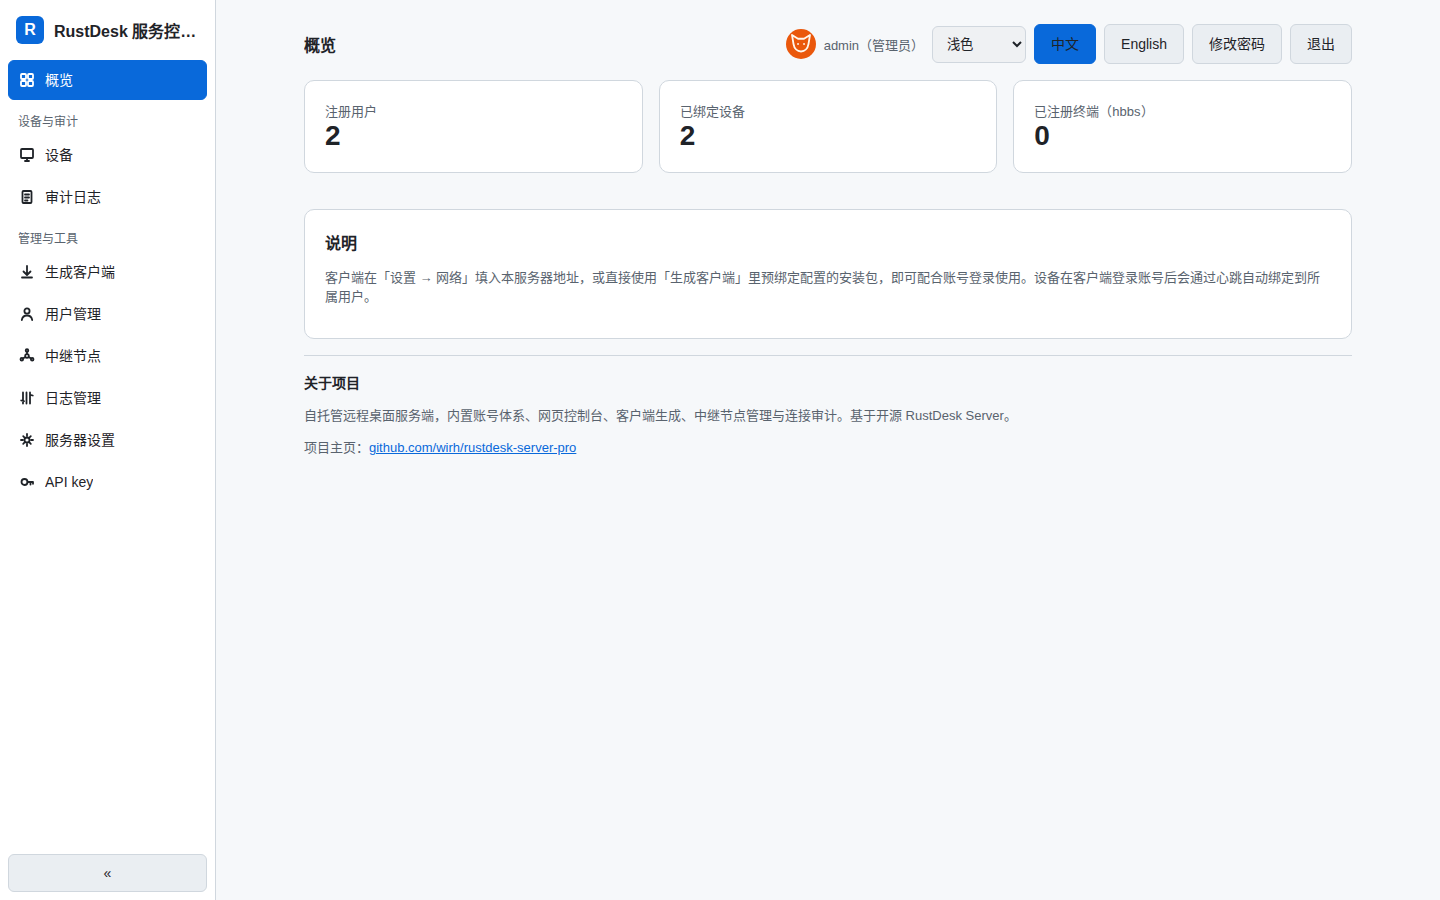 R RustDesk 服务控…
概览
设备与审计
设备
审计日志
管理与工具
生成客户端
用户管理
中继节点
日志管理
服务器设置
API key
«
概览
admin（管理员）
浅色
中文
English
修改密码
退出
注册用户
2
已绑定设备
2
已注册终端（hbbs）
0
说明
客户端在「设置 → 网络」填入本服务器地址，或直接使用「生成客户端」里预绑定配置的安装包，即可配合账号登录使用。设备在客户端登录账号后会通过心跳自动绑定到所
属用户。
关于项目
自托管远程桌面服务端，内置账号体系、网页控制台、客户端生成、中继节点管理与连接审计。基于开源 RustDesk Server。
项目主页：github.com/wirh/rustdesk-server-pro